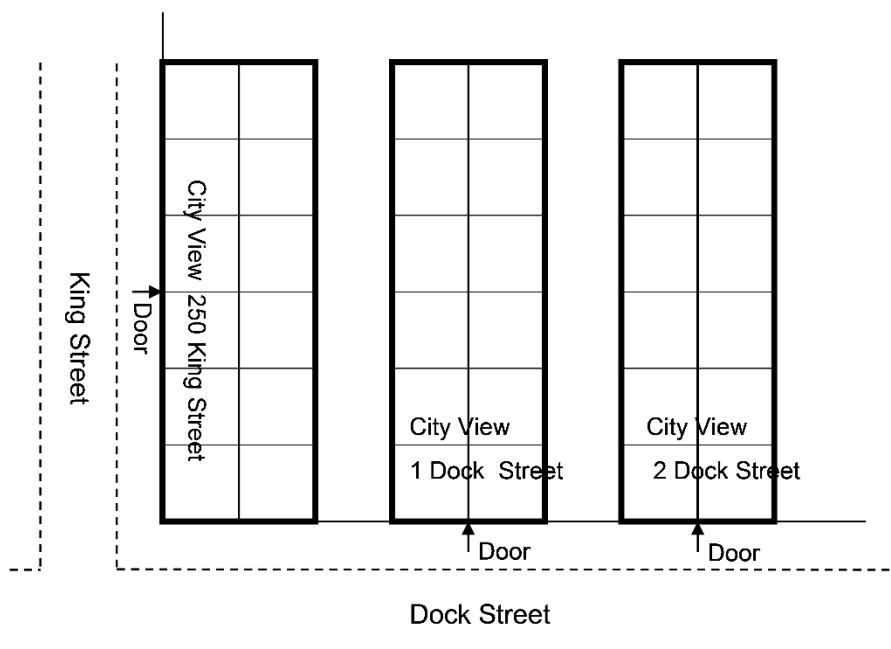 King Street
Door
City View 250 King Street
City View
1 Dock Street
Door
City View
2 Dock Street
Door
Dock Street